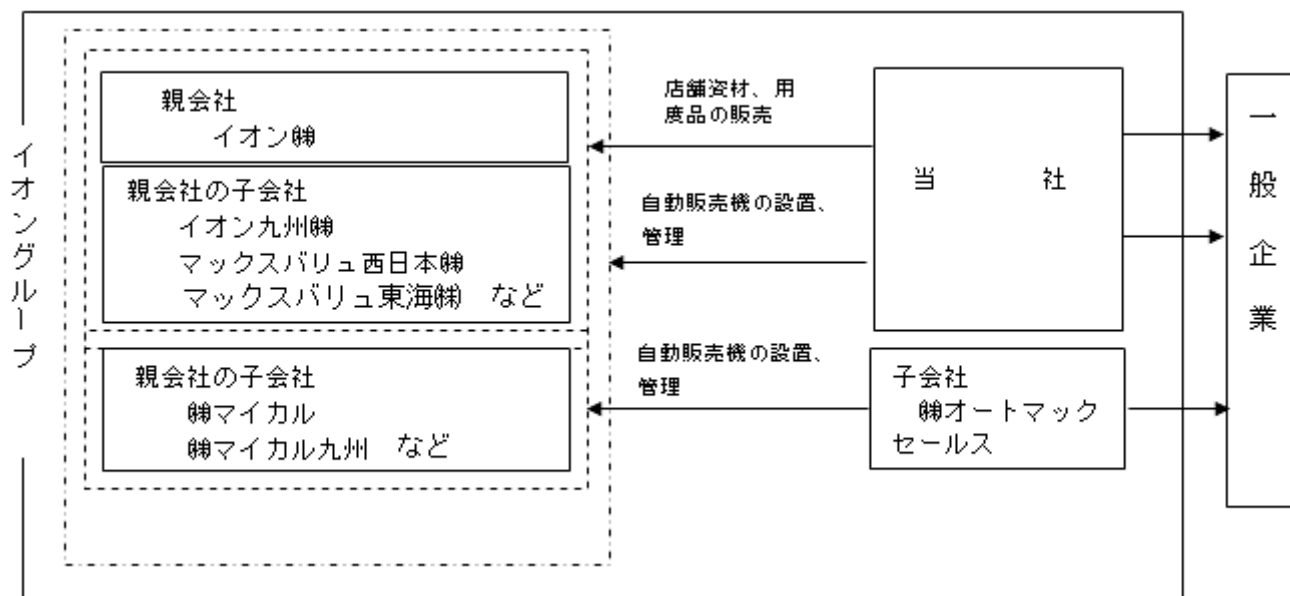 イオングループ
親会社
イオン㈱
親会社の子会社
イオン九州㈱
マックスバリュ西日本㈱
マックスバリュ東海㈱ など
親会社の子会社
㈱マイカル
㈱マイカル九州 など
店舗資材、用
度品の販売
自動販売機の設置、
管理
自動販売機の設置、
管理
当 社
子会社
㈱オートマック
セールス
一般企業